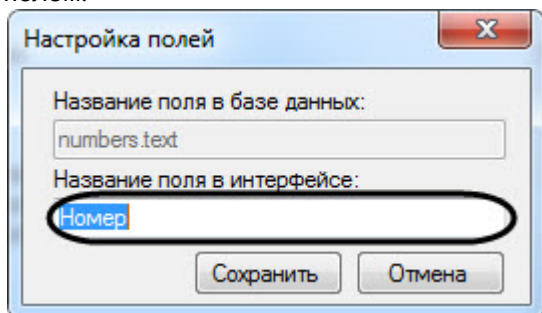 Настройка полей
Название поля в базе данных:
numbers.text
Название поля в интерфейсе:
Номер
Сохранить Отмена